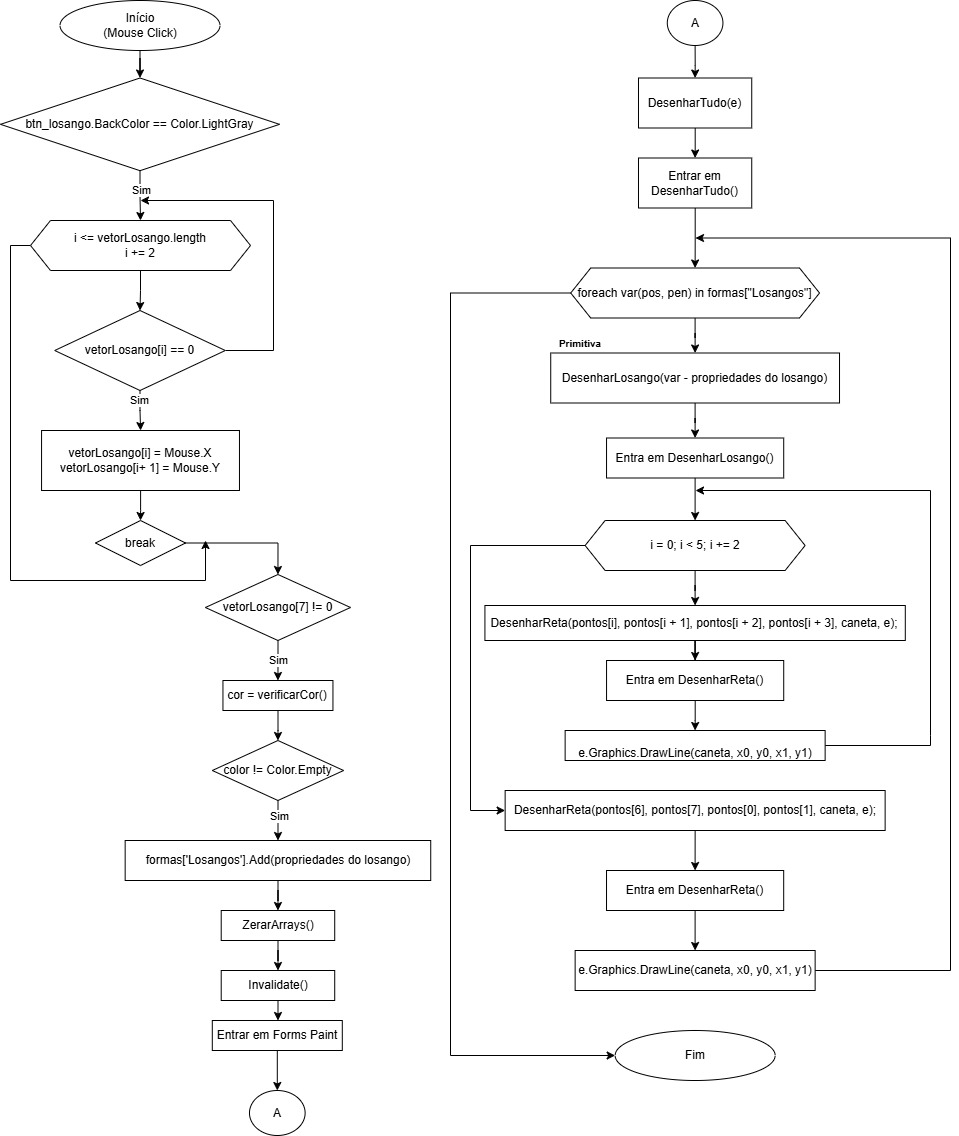 Início
(Mouse Click)
btn_losango.BackColor == Color.LightGray
Sim
i <= vetorLosango.length
i += 2
vetorLosango[i] == 0
Sim
vetorLosango[i] = Mouse.X
vetorLosango[i+ 1] = Mouse.Y
break
vetorLosango[7] != 0
Sim
cor = verificarCor()
color != Color.Empty
Sim
formas['Losangos'].Add(propriedades do losango)
ZerarArrays()
Invalidate()
Entrar em Forms Paint
A
A
DesenharTudo(e)
Entrar em
DesenharTudo()
foreach var(pos, pen) in formas["Losangos"]
Primitiva
DesenharLosango(var - propriedades do losango)
Entra em DesenharLosango()
i = 0; i < 5; i += 2
DesenharReta(pontos[i], pontos[i + 1], pontos[i + 2], pontos[i + 3], caneta, e);
Entra em DesenharReta()
e.Graphics.DrawLine(caneta, x0, y0, x1, y1)
DesenharReta(pontos[6], pontos[7], pontos[0], pontos[1], caneta, e);
Entra em DesenharReta()
e.Graphics.DrawLine(caneta, x0, y0, x1, y1)
Fim